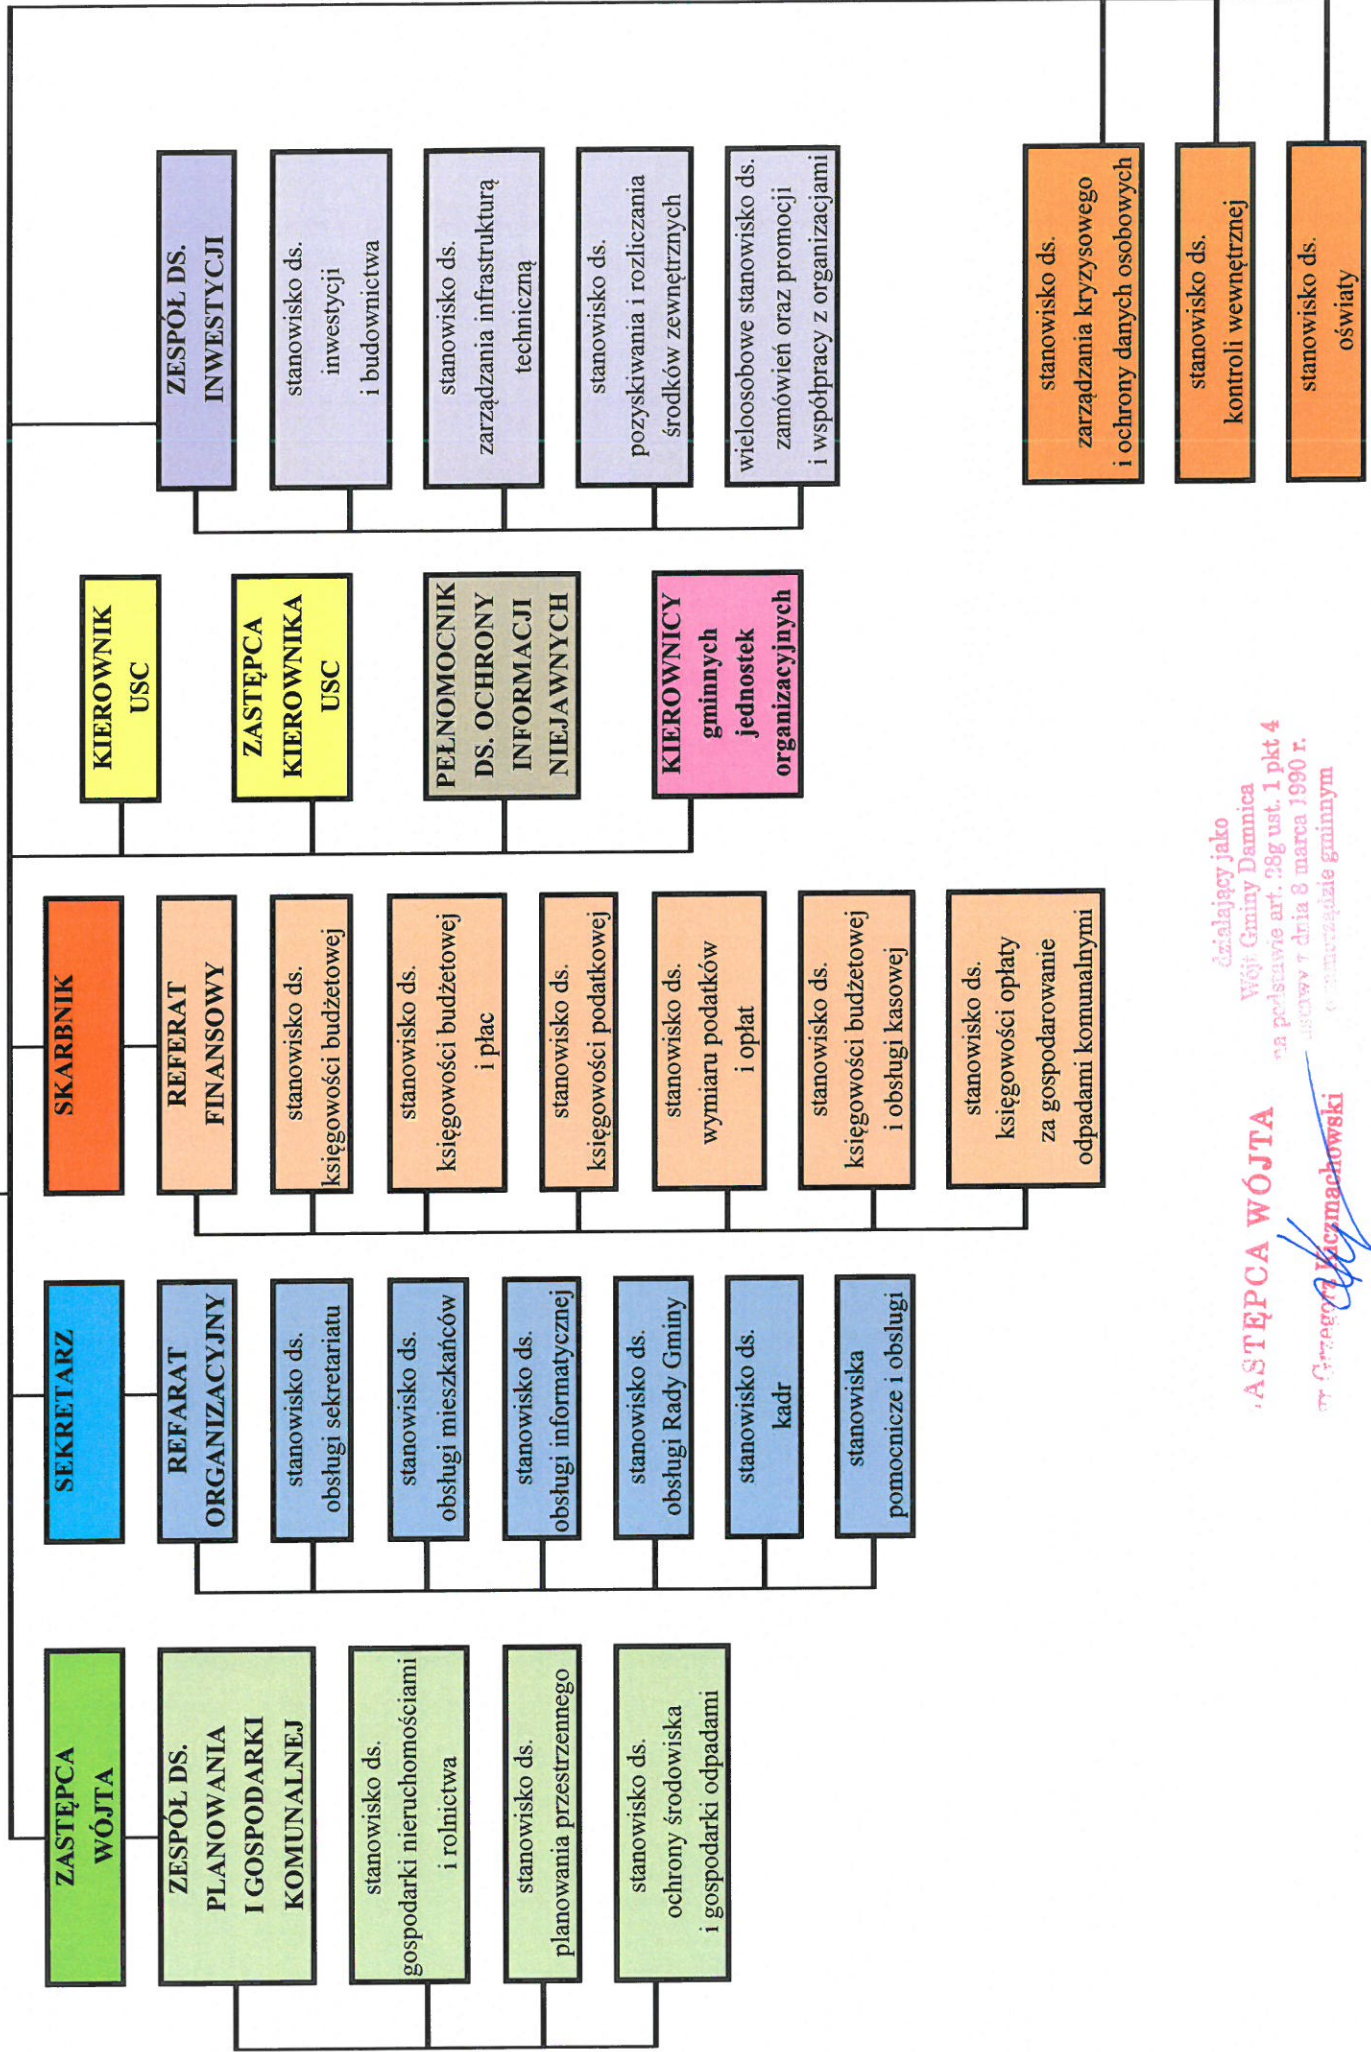 ZASTĘPCA
WÓJTA
ZESPÓŁ DS.
PLANOWANIA
I GOSPODARKI
KOMUNALNEJ
stanowisko ds.
gospodarki nieruchomościami
i rolnictwa
stanowisko ds.
planowania przestrzennego
stanowisko ds.
ochrony środowiska
i gospodarki odpadami
SEKRETARZ
REFARAT
ORGANIZACYJNY
stanowisko ds.
obsługi sekretariatu
stanowisko ds.
obsługi mieszkańców
stanowisko ds.
obsługi informatycznej
stanowisko ds.
obsługi Rady Gminy
stanowisko ds.
kadr
stanowiska
pomocnicze i obsługi
SKARBNIK
REFERAT
FINANSOWY
stanowisko ds.
księgowości budżetowej
stanowisko ds.
księgowości budżetowej
i płac
stanowisko ds.
księgowości podatkowej
stanowisko ds.
wymiaru podatków
i opłat
stanowisko ds.
księgowości budżetowej
i obsługi kasowej
stanowisko ds.
księgowości opłaty
za gospodarowanie
odpadami komunalnymi
KIEROWNIK
USC
ZASTĘPCA
KIEROWNIKA
USC
PEŁNOMOCNIK
DS. OCHRONY
INFORMACJI
NIEJAWNYCH
KIEROWNICY
gminnych
jednostek
organizacyjnych
ZESPÓŁ DS.
INWESTYCJI
stanowisko ds.
inwestycji
i budownictwa
stanowisko ds.
zarządzania infrastrukturą
techniczną
stanowisko ds.
pozyskiwania i rozliczania
środków zewnętrznych
wieloosobowe stanowisko ds.
zamówień oraz promocji
i współpracy z organizacjami
stanowisko ds.
zarządzania kryzysowego
i ochrony danych osobowych
stanowisko ds.
kontroli wewnętrznej
stanowisko ds.
oświaty
ASTĘPCA WÓJTA
Grzegorz Kiczmachowski
działający jako
Wójt Gminy Damnica
na podstawie art. 28g ust. 1 pkt 4
ustawy z dnia 8 marca 1990 r.
samorządzie gminnym